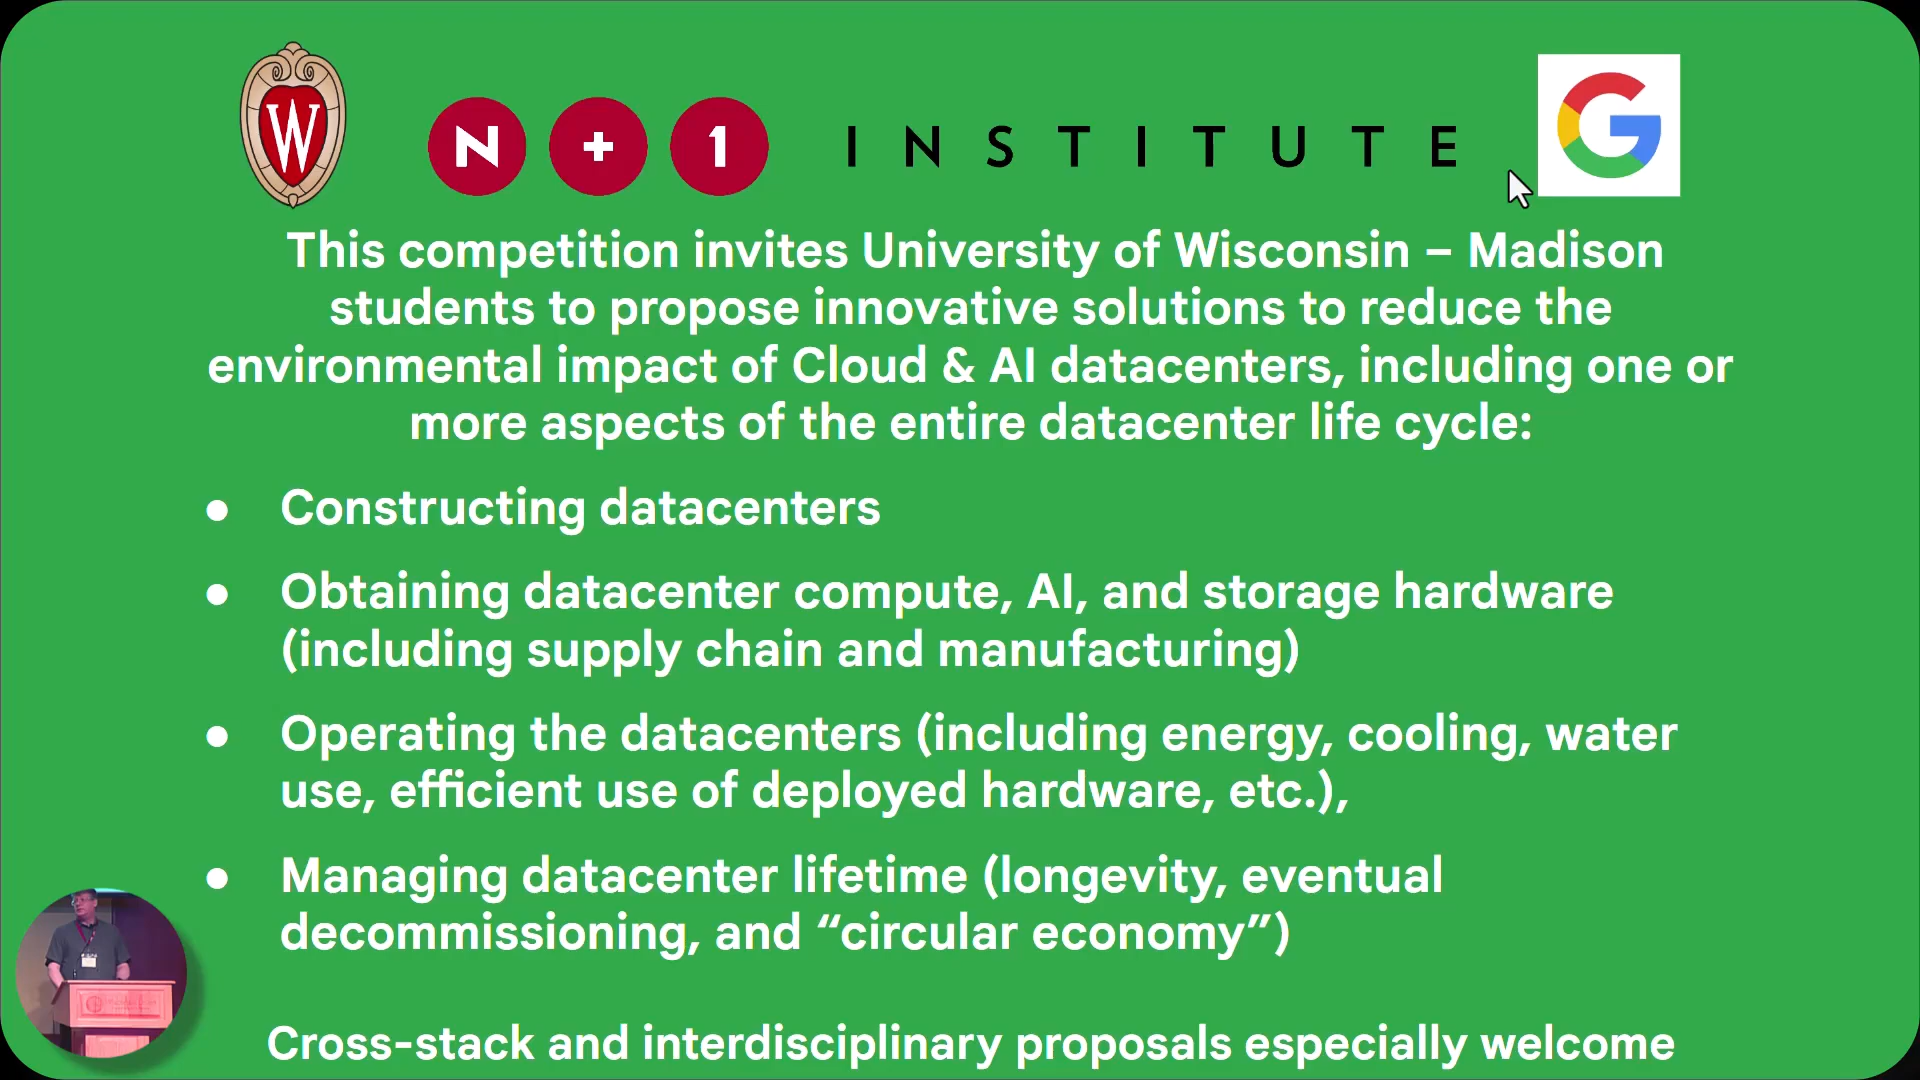 W
N + 1 INSTITUTE G
This competition invites University of Wisconsin – Madison
students to propose innovative solutions to reduce the
environmental impact of Cloud & AI datacenters, including one or
more aspects of the entire datacenter life cycle:
● Constructing datacenters
● Obtaining datacenter compute, AI, and storage hardware
(including supply chain and manufacturing)
● Operating the datacenters (including energy, cooling, water
use, efficient use of deployed hardware, etc.),
● Managing datacenter lifetime (longevity, eventual
decommissioning, and “circular economy”)
Cross-stack and interdisciplinary proposals especially welcome